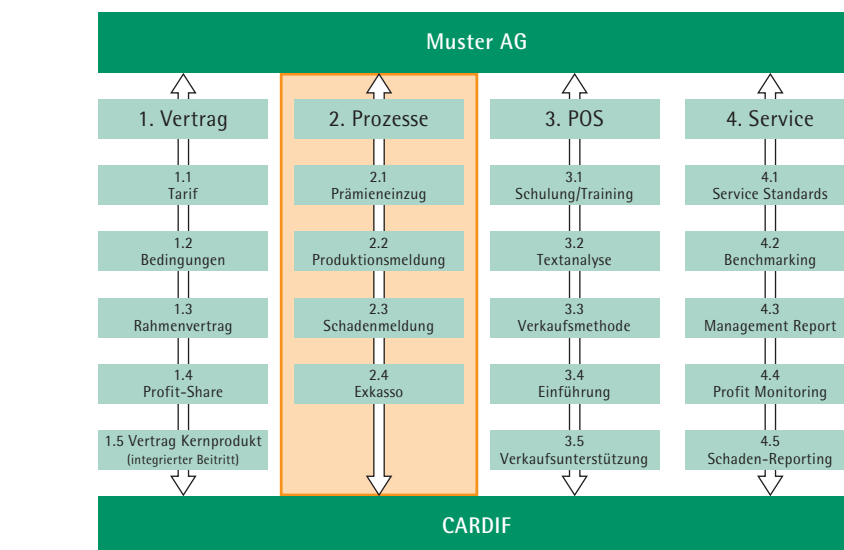 Muster AG
1. Vertrag
1.1
Tarif
1.2
Bedingungen
1.3
Rahmenvertrag
1.4
Profit-Share
1.5 Vertrag Kernprodukt
(integrierter Beitritt)
2. Prozesse
2.1
Prämieneinzug
2.2
Produktionsmeldung
2.3
Schadenmeldung
2.4
Exkasso
3. POS
3.1
Schulung/Training
3.2
Textanalyse
3.3
Verkaufsmethode
3.4
Einführung
3.5
Verkaufsunterstützung
4. Service
4.1
Service Standards
4.2
Benchmarking
4.3
Management Report
4.4
Profit Monitoring
4.5
Schaden-Reporting
CARDIF